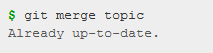 $ git merge topic
Already up-to-date.